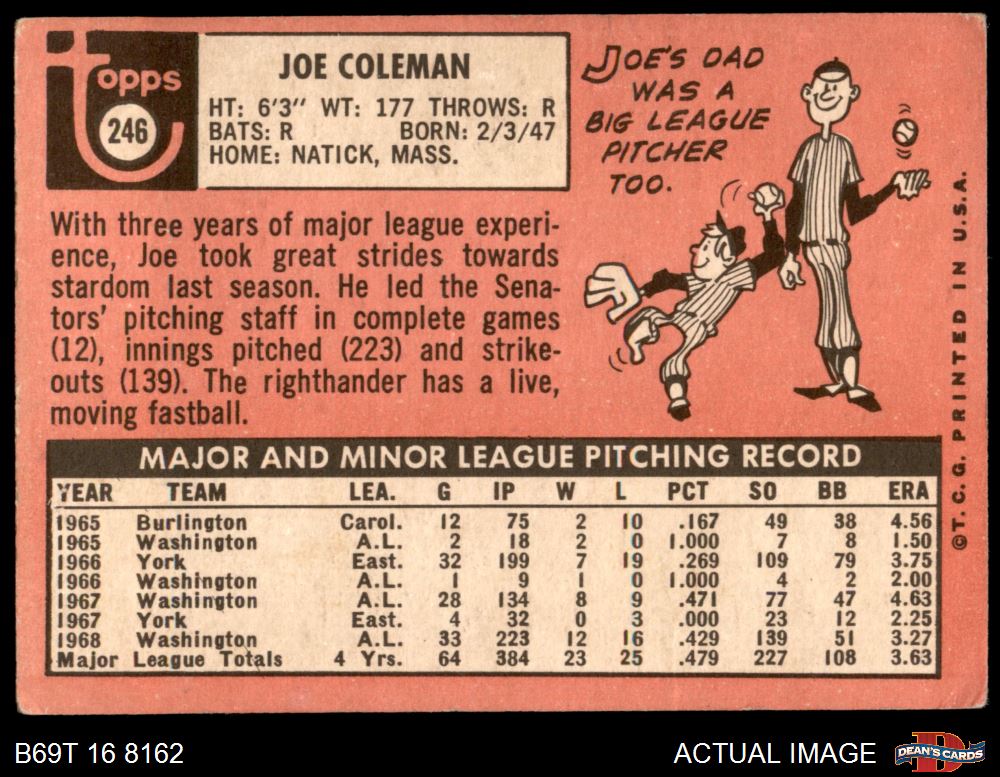 topps
246
JOE COLEMAN
HT: 6'3" WT: 177 THROWS: R
BATS: R BORN: 2/3/47
HOME: NATICK, MASS.
JOE'S DAD
WAS A
BIG LEAGUE
PITCHER
TOO.
With three years of major league experi-
ence, Joe took great strides towards
stardom last season. He led the Sena-
tors' pitching staff in complete games
(12), innings pitched (223) and strike-
outs (139). The righthander has a live,
moving fastball.
MAJOR AND MINOR LEAGUE PITCHING RECORD
YEAR TEAM LEA. G IP W L PCT SO BB ERA
1965 Burlington Carol. 12 75 2 10 .167 49 38 4.56
1965 Washington A.L. 2 18 2 0 1.000 7 8 1.50
1966 York East. 32 199 7 19 .269 109 79 3.75
1966 Washington A.L. 1 9 1 0 1.000 4 2 2.00
1967 Washington A.L. 28 134 8 9 .471 77 47 4.63
1967 York East. 4 32 0 3 .000 23 12 2.25
1968 Washington A.L. 33 223 12 16 .429 139 51 3.27
Major League Totals 4 Yrs. 64 384 23 25 .479 227 108 3.63
©T.C.G. PRINTED IN U.S.A.
B69T 16 8162
ACTUAL IMAGE
D
DEAN'S CARDS